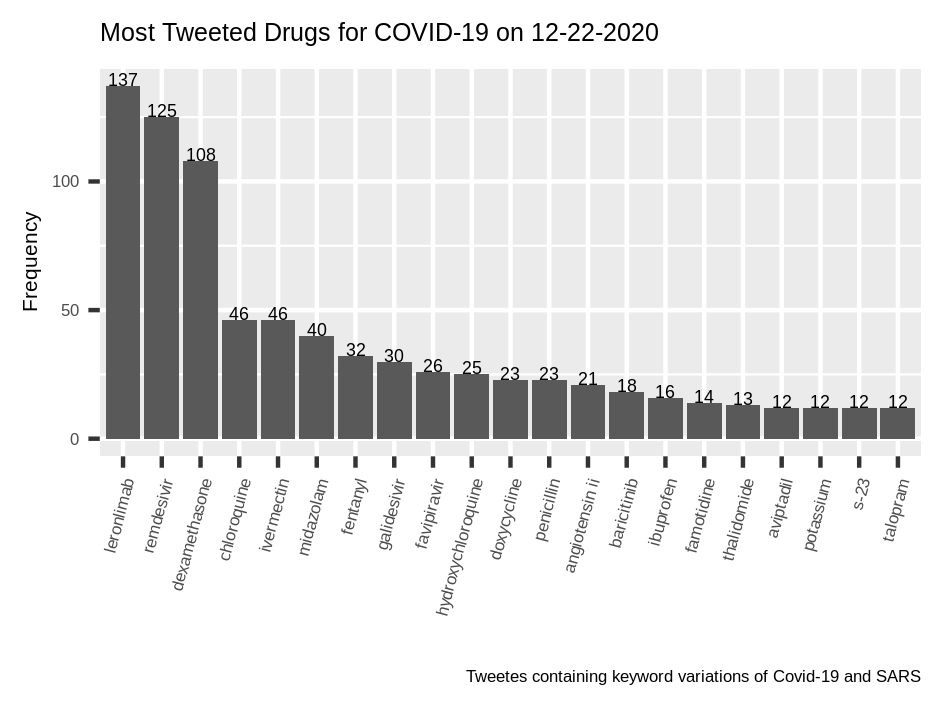 Most Tweeted Drugs for COVID-19 on 12-22-2020
Frequency
100
50
0
137
125
108
46
46
40
32
30
26
25
23
23
21
18
16
14
13
12
12
12
12
leronlimab
remdesivir
dexamethasone
chloroquine
ivermectin
midazolam
fentanyl
galidesivir
favipiravir
hydroxychloroquine
doxycycline
penicillin
angiotensin ii
baricitinib
ibuprofen
famotidine
thalidomide
aviptadil
potassium
s-23
talopram
Tweetes containing keyword variations of Covid-19 and SARS